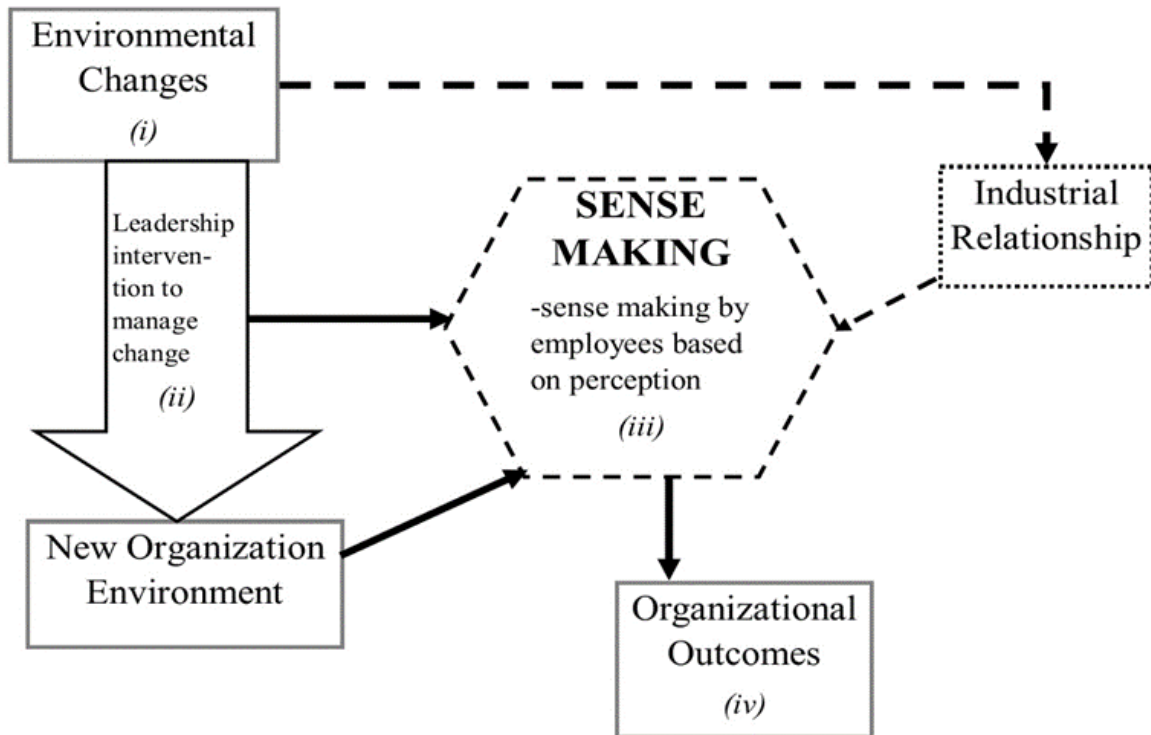 Environmental
Changes
(i)
Leadership
interven-
tion to
manage
change
(ii)
SENSE
MAKING
-sense making by
employees based
on perception
(iii)
Industrial
Relationship
New Organization
Environment
Organizational
Outcomes
(iv)